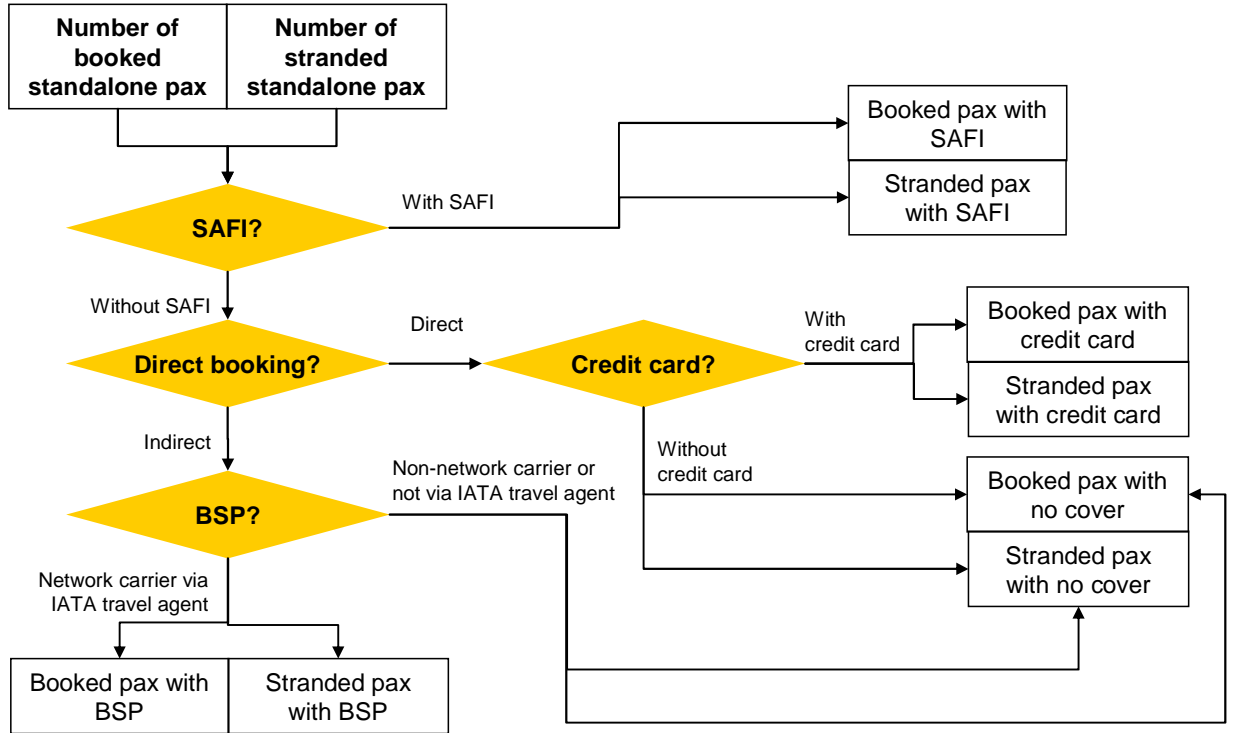 Number of
booked
standalone pax
Number of
stranded
standalone pax
Booked pax with
SAFI
Stranded pax
with SAFI
With SAFI
SAFI?
Without SAFI
Direct
With
credit card
Booked pax with
credit card
Direct booking?
Credit card?
Stranded pax
with credit card
Indirect
Without
credit card
Non-network carrier or
not via IATA travel agent
Booked pax with
no cover
BSP?
Stranded pax
with no cover
Network carrier via
IATA travel agent
Booked pax with
BSP
Stranded pax
with BSP